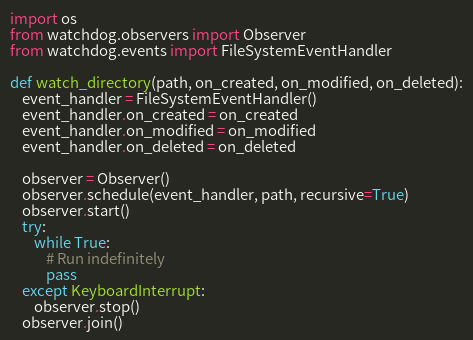 import os
from watchdog.observers import Observer
from watchdog.events import FileSystemEventHandler

def watch_directory(path, on_created, on_modified, on_deleted):
    event_handler = FileSystemEventHandler()
    event_handler.on_created = on_created
    event_handler.on_modified = on_modified
    event_handler.on_deleted = on_deleted

    observer = Observer()
    observer.schedule(event_handler, path, recursive=True)
    observer.start()
    try:
        while True:
            # Run indefinitely
            pass
    except KeyboardInterrupt:
        observer.stop()
    observer.join()